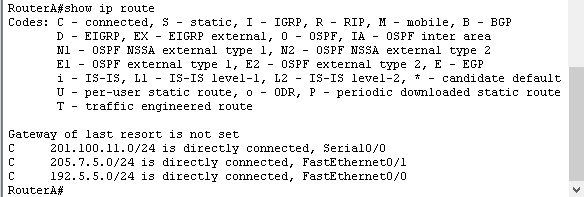 RouterA#show ip route
Codes: C - connected, S - static, I - IGRP, R - RIP, M - mobile, B - BGP
       D - EIGRP, EX - EIGRP external, O - OSPF, IA - OSPF inter area
       N1 - OSPF NSSA external type 1, N2 - OSPF NSSA external type 2
       E1 - OSPF external type 1, E2 - OSPF external type 2, E - EGP
       i - IS-IS, L1 - IS-IS level-1, L2 - IS-IS level-2, * - candidate default
       U - per-user static route, o - ODR, P - periodic downloaded static route
       T - traffic engineered route
Gateway of last resort is not set
C    201.100.11.0/24 is directly connected, Serial0/0
C    205.7.5.0/24 is directly connected, FastEthernet0/1
C    192.5.5.0/24 is directly connected, FastEthernet0/0
RouterA#